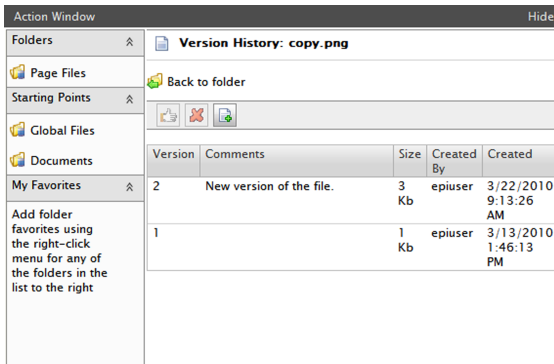 Action Window
Hide
Folders
Page Files
Starting Points
Global Files
Documents
My Favorites
Add folder
favorites using
the right-click
menu for any of
the folders in the
list to the right
Version History: copy.png
Back to folder
Version Comments Size Created By Created
2 New version of the file. 3 Kb epiuser 3/22/2010 9:13:26 AM
1 1 Kb epiuser 3/13/2010 1:46:13 PM